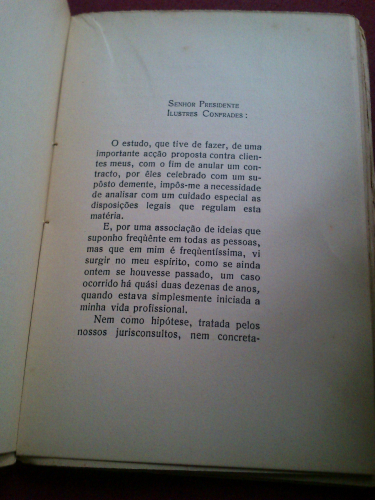 SENHOR PRESIDENTE
ILUSTRES CONFRADES:
O estudo, que tive de fazer, de uma
importante acção proposta contra clien-
tes meus, com o fim de anular um con-
tracto, por êles celebrado com um su-
pôsto demente, impôs-me a necessidade
de analisar com um cuidado especial as
disposições legais que regulam esta
matéria.
E, por uma associação de ideias que
suponho freqüente em todas as pessoas,
mas que em mim é freqüentíssima, vi
surgir no meu espírito, como se ainda
ontem se houvesse passado, um caso
ocorrido há quási duas dezenas de anos,
quando estava simplesmente iniciada a
minha vida profissional.
Nem como hipótese, tratada pelos
nossos jurisconsultos, nem concreta-